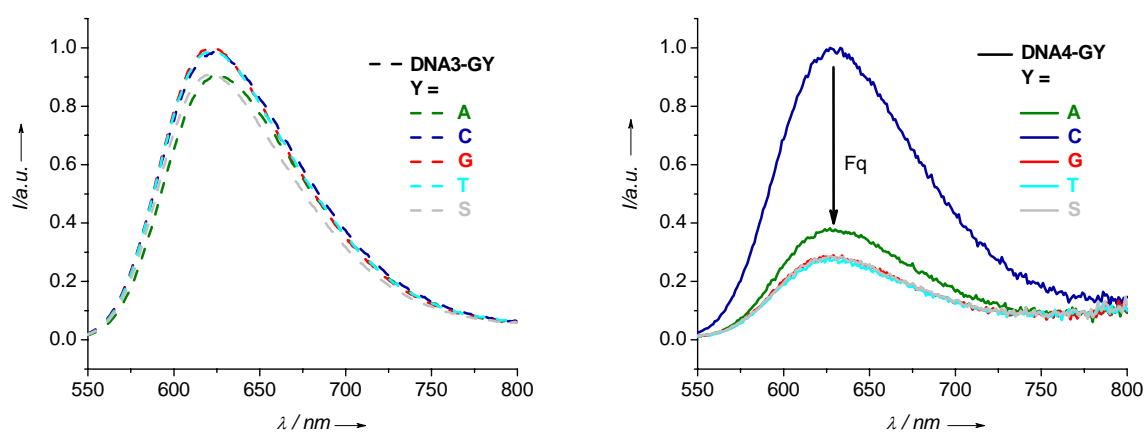 1.0
0.8
0.6
0.4
0.2
0.0
I/a.u.
550 600 650 700 750 800
λ / nm
DNA3-GY
Y =
A
C
G
T
S
1.0
0.8
0.6
0.4
0.2
0.0
I/a.u.
550 600 650 700 750 800
λ / nm
Fq
DNA4-GY
Y =
A
C
G
T
S